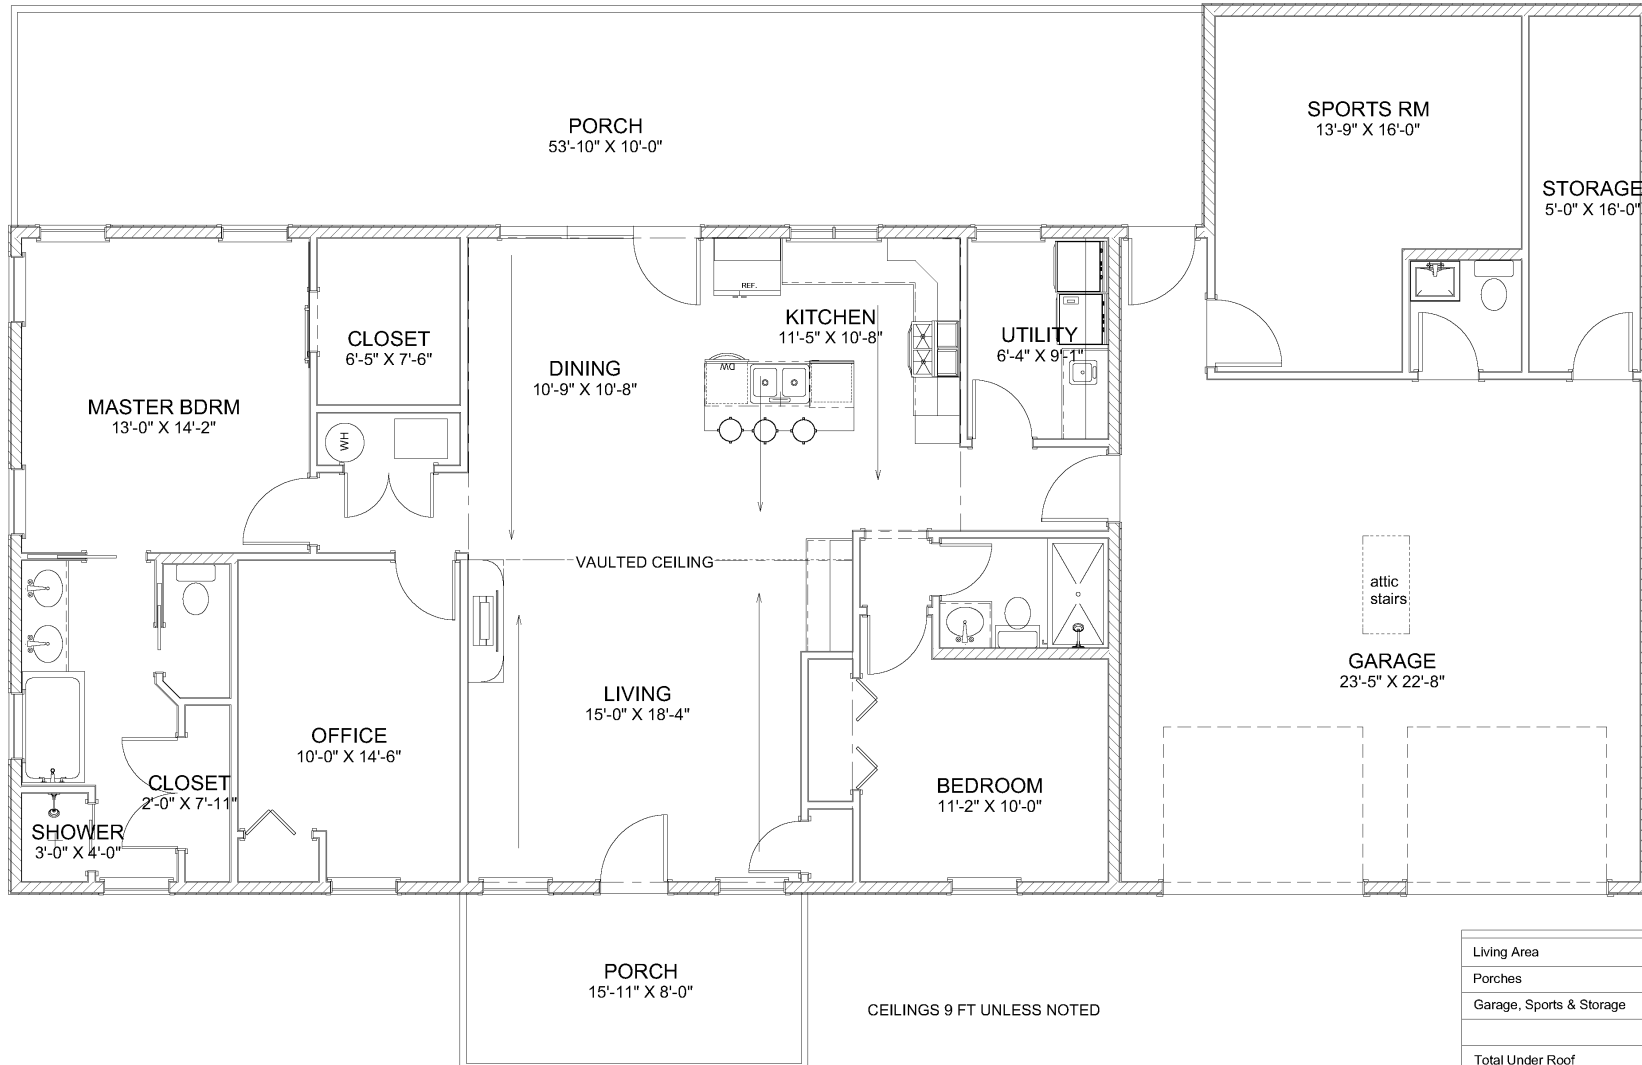 PORCH
53'-10" X 10'-0"
SPORTS RM
13'-9" X 16'-0"
STORAGE
5'-0" X 16'-0"
REF.
KITCHEN
11'-5" X 10'-8"
UTILITY
6'-4" X 9'-1"
CLOSET
6'-5" X 7'-6"
DINING
10'-9" X 10'-8"
DW
MASTER BDRM
13'-0" X 14'-2"
WH
VAULTED CEILING
attic
stairs
GARAGE
23'-5" X 22'-8"
LIVING
15'-0" X 18'-4"
OFFICE
10'-0" X 14'-6"
CLOSET
2'-0" X 7'-11"
BEDROOM
11'-2" X 10'-0"
SHOWER
3'-0" X 4'-0"
PORCH
15'-11" X 8'-0"
CEILINGS 9 FT UNLESS NOTED
Living Area
Porches
Garage, Sports & Storage
Total Under Roof